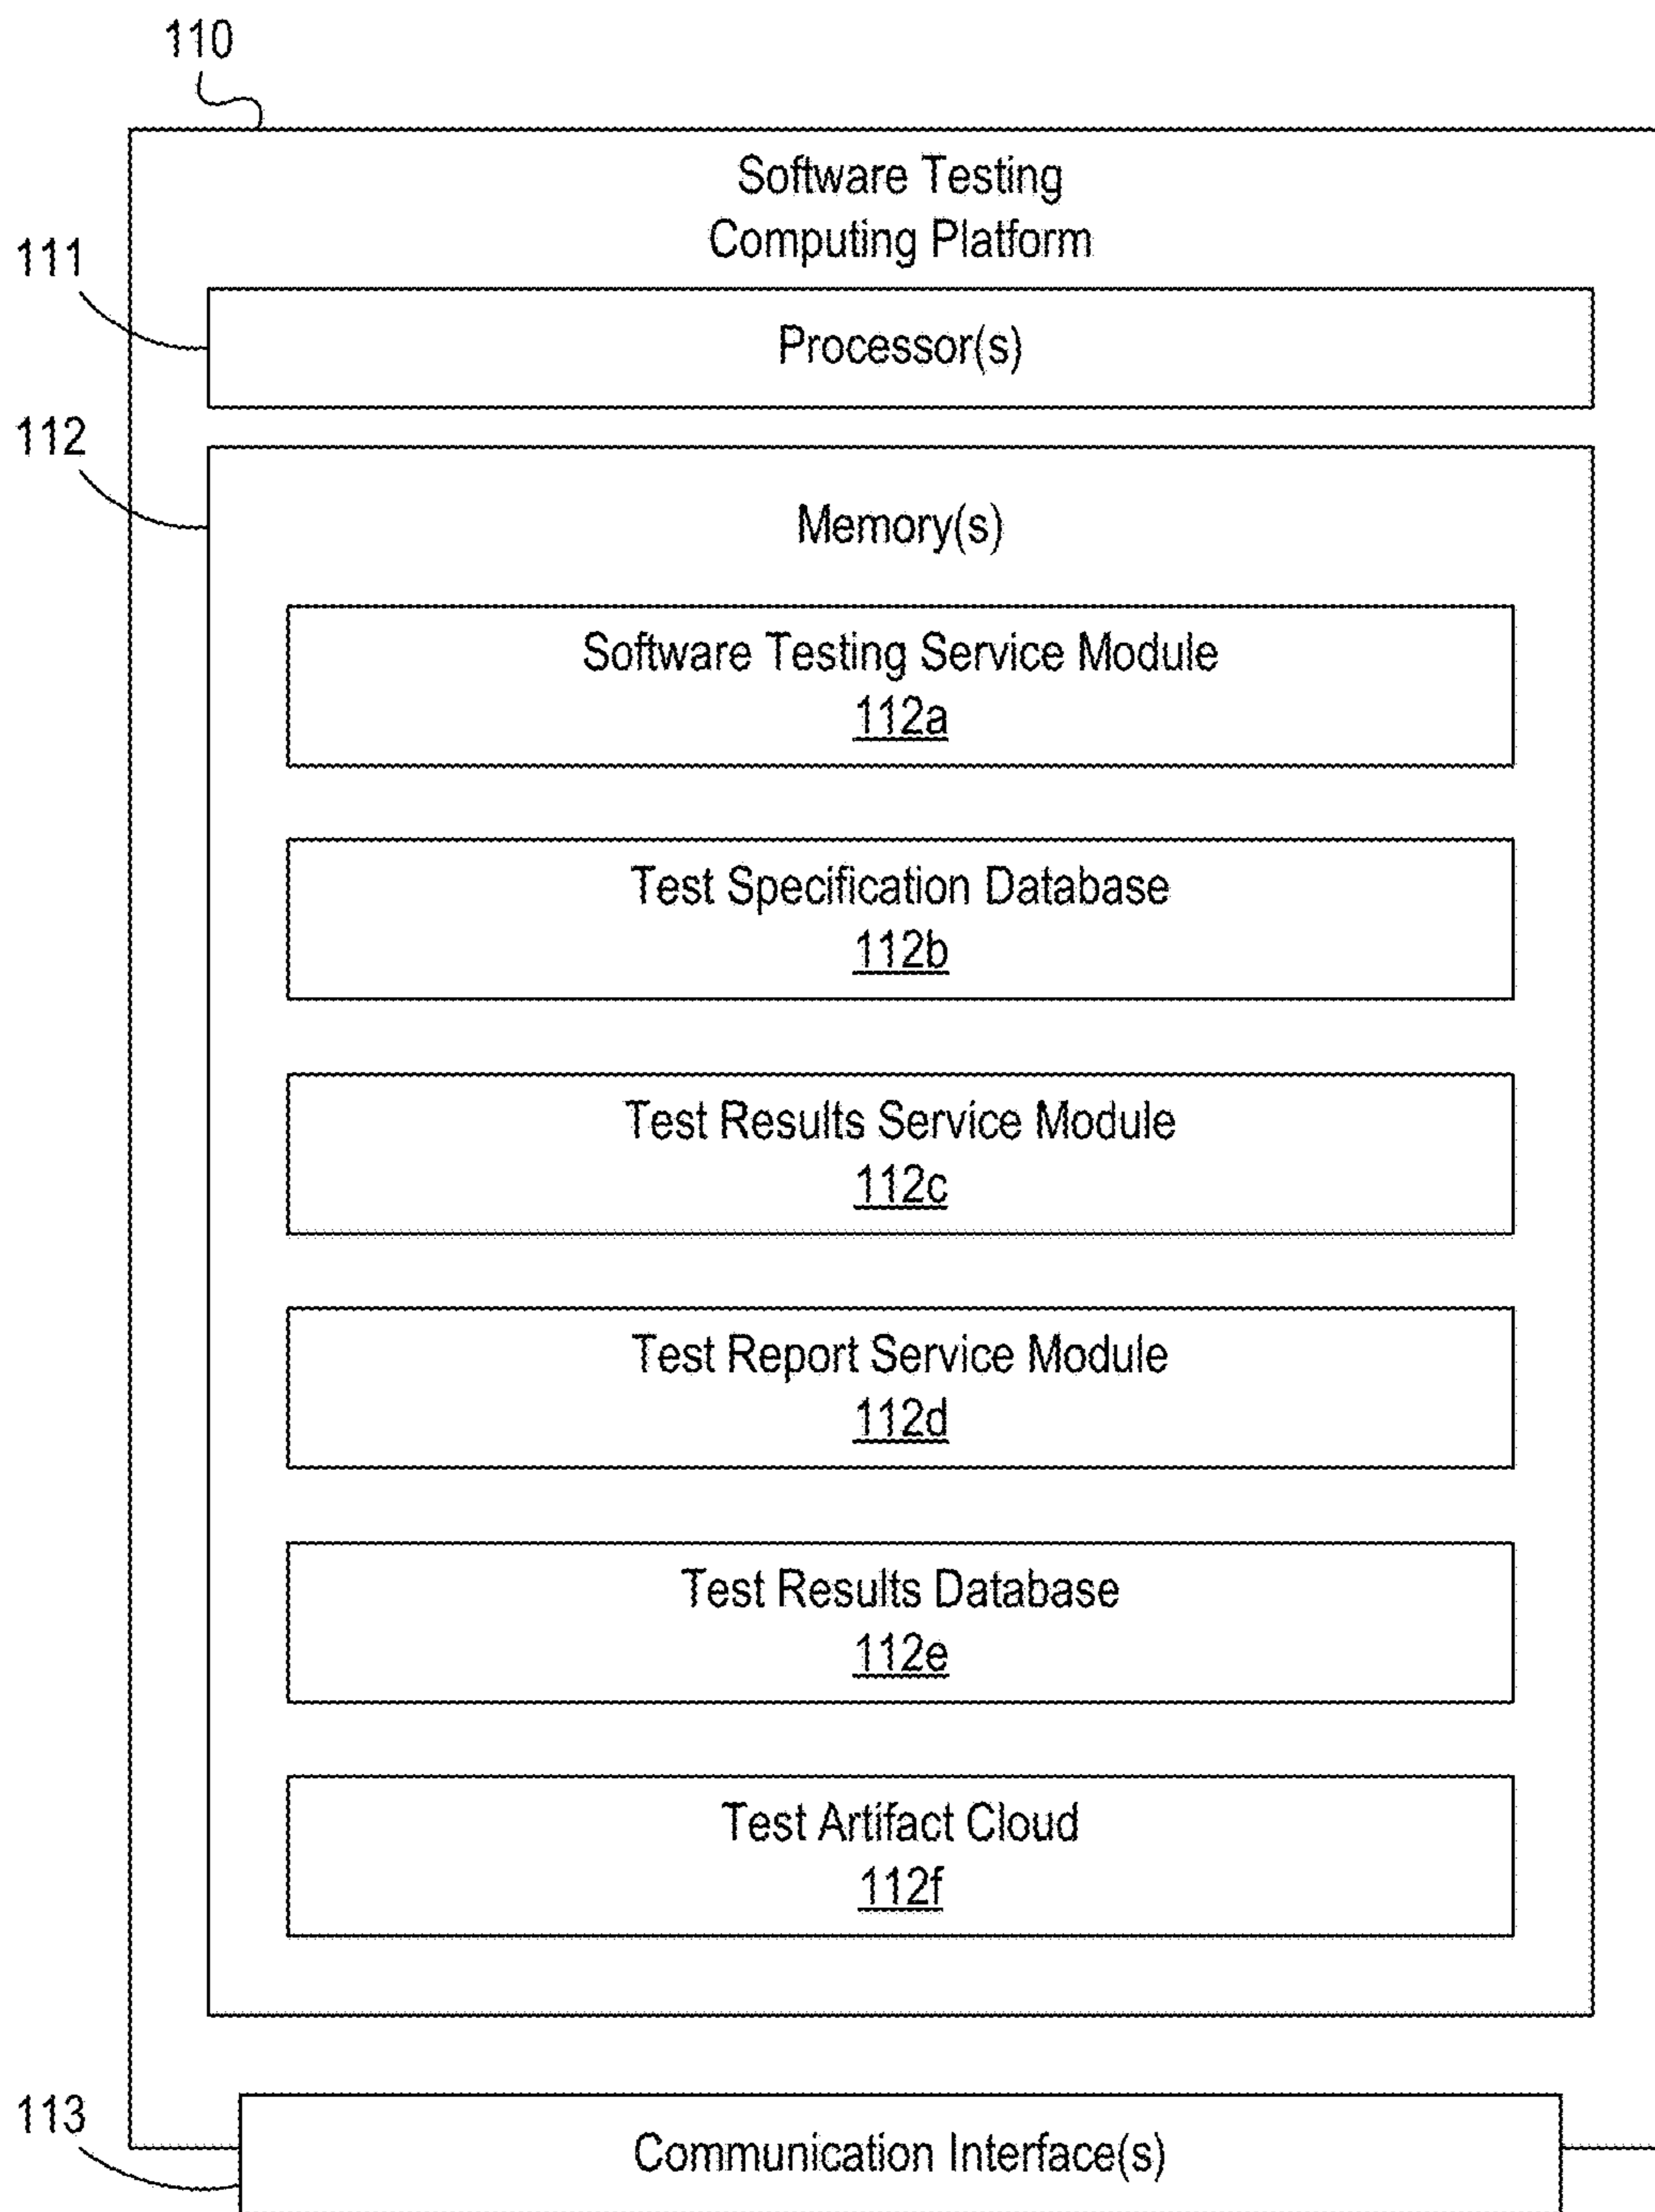 110
Software Testing
Computing Platform
111
Processor(s)
112
Memory(s)
Software Testing Service Module
112a
Test Specification Database
112b
Test Results Service Module
112c
Test Report Service Module
112d
Test Results Database
112e
Test Artifact Cloud
112f
113
Communication Interface(s)